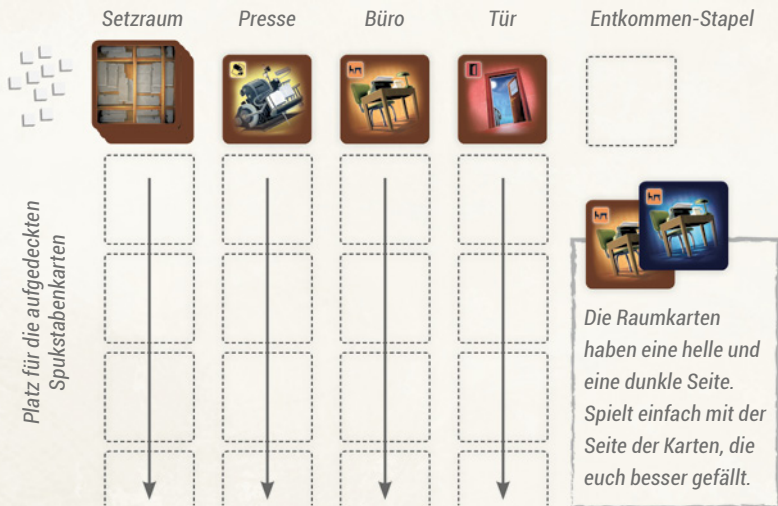 Setzraum
Presse
Büro
Tür
Entkommen-Stapel
Platz für die aufgedeckten
Spukstabenkarten
Die Raumkarten
haben eine helle und
eine dunkle Seite.
Spielt einfach mit der
Seite der Karten, die
euch besser gefällt.